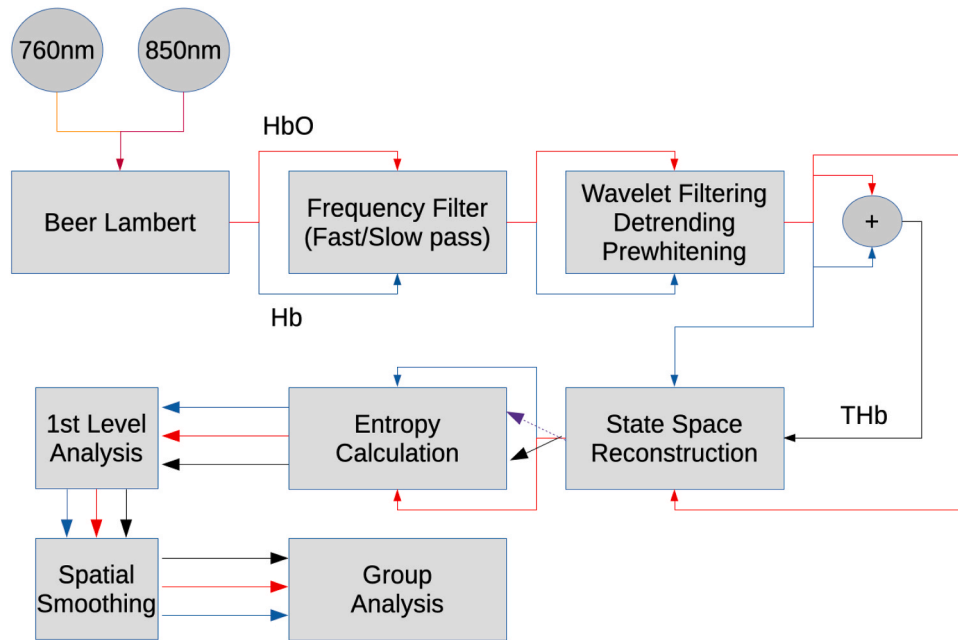 760nm
850nm
HbO
Beer Lambert
Frequency Filter
(Fast/Slow pass)
Wavelet Filtering
Detrending
Prewhitening
+
Hb
THb
1st Level
Analysis
Entropy
Calculation
State Space
Reconstruction
Spatial
Smoothing
Group
Analysis